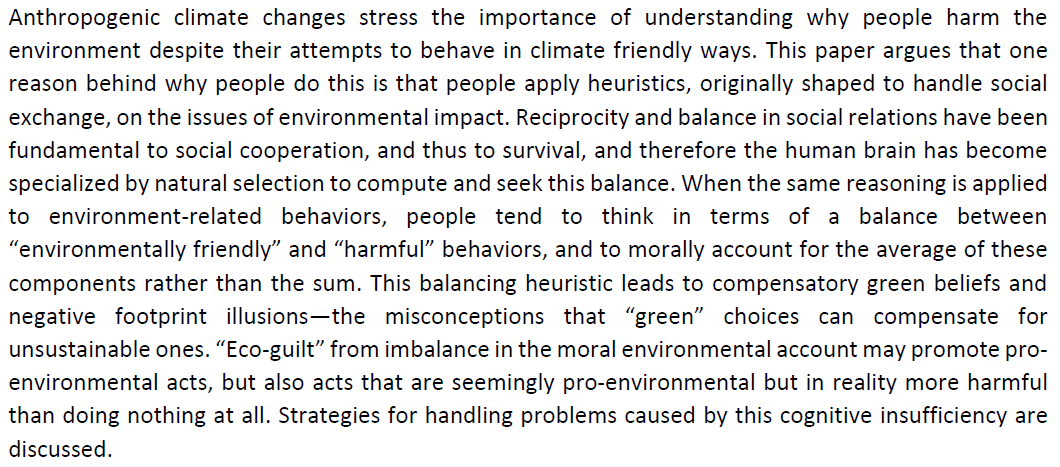 Anthropogenic climate changes stress the importance of understanding why people harm the
environment despite their attempts to behave in climate friendly ways. This paper argues that one
reason behind why people do this is that people apply heuristics, originally shaped to handle social
exchange, on the issues of environmental impact. Reciprocity and balance in social relations have been
fundamental to social cooperation, and thus to survival, and therefore the human brain has become
specialized by natural selection to compute and seek this balance. When the same reasoning is applied
to environment-related behaviors, people tend to think in terms of a balance between
“environmentally friendly” and “harmful” behaviors, and to morally account for the average of these
components rather than the sum. This balancing heuristic leads to compensatory green beliefs and
negative footprint illusions—the misconceptions that “green” choices can compensate for
unsustainable ones. “Eco-guilt” from imbalance in the moral environmental account may promote pro-
environmental acts, but also acts that are seemingly pro-environmental but in reality more harmful
than doing nothing at all. Strategies for handling problems caused by this cognitive insufficiency are
discussed.